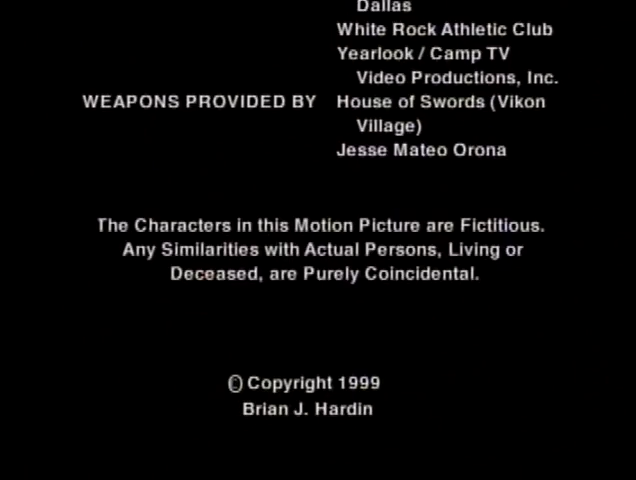 Dallas
White Rock Athletic Club
Yearlook / Camp TV
Video Productions, Inc.
WEAPONS PROVIDED BY House of Swords (Vikon
Village)
Jesse Mateo Orona
The Characters in this Motion Picture are Fictitious.
Any Similarities with Actual Persons, Living or
Deceased, are Purely Coincidental.
© Copyright 1999
Brian J. Hardin